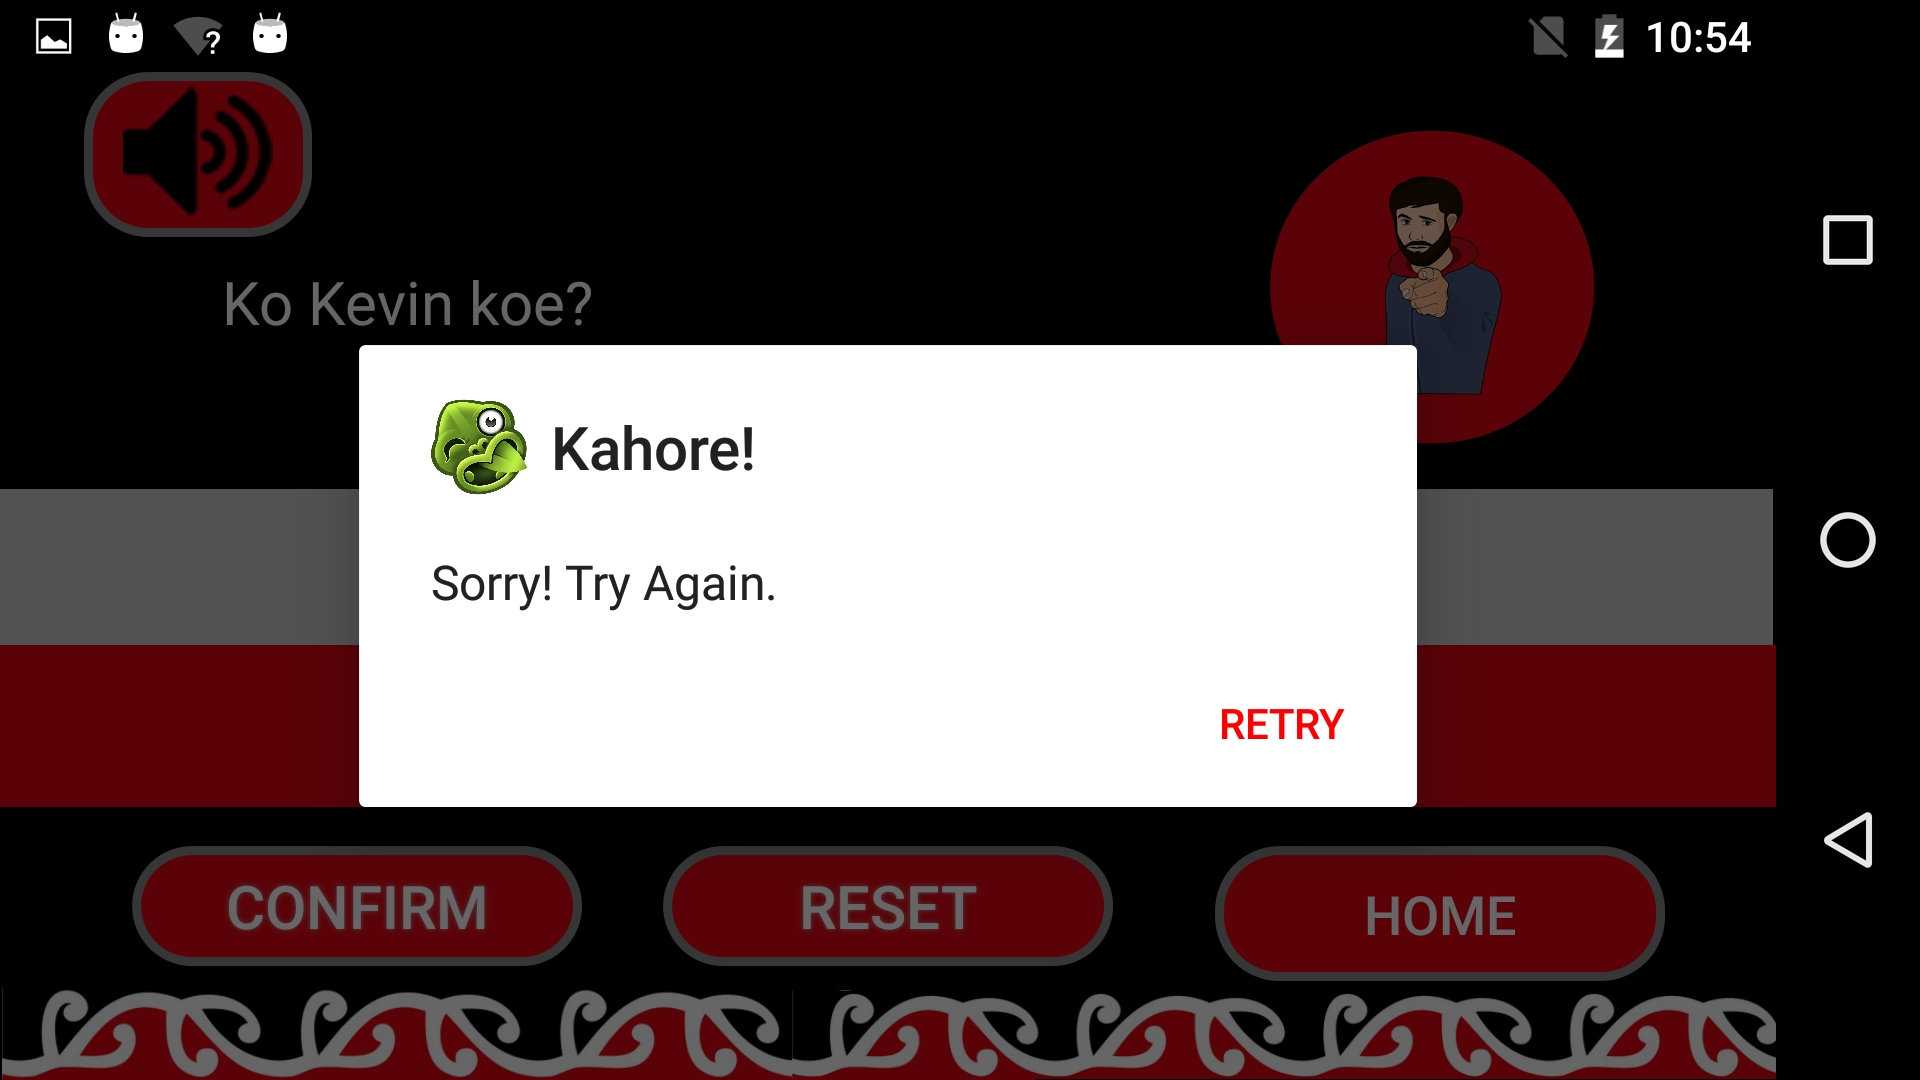 10:54
Ko Kevin koe?
Kahore!
Sorry! Try Again.
RETRY
CONFIRM
RESET
HOME